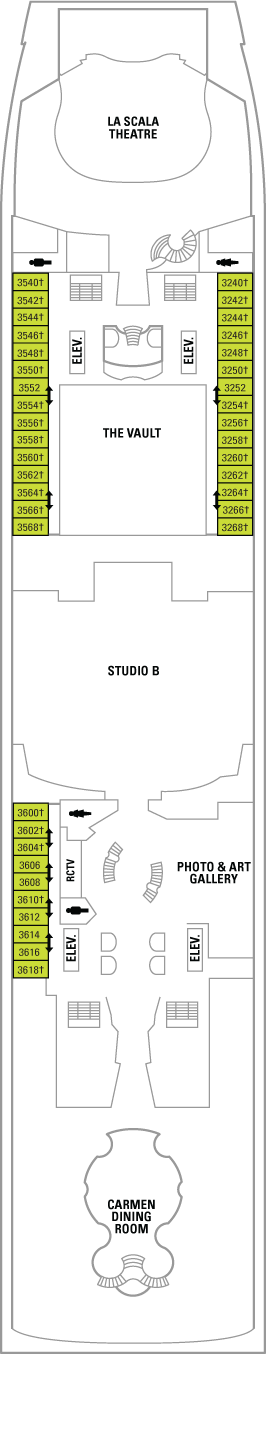 LA SCALA
THEATRE
3540† 3240†
3542† 3242†
3544† 3244†
3546† ELEV. ELEV. 3246†
3548† 3248†
3550† 3250†
3552 3252
3554† 3254†
3556† 3256†
THE VAULT
3558† 3258†
3560† 3260†
3562† 3262†
3564† 3264†
3566† 3266†
3568† 3268†
STUDIO B
3600†
3602†
3604†
3606 RCTV PHOTO & ART
3608 GALLERY
3610†
3612
3614 ELEV. ELEV.
3616
3618†
CARMEN
DINING
ROOM